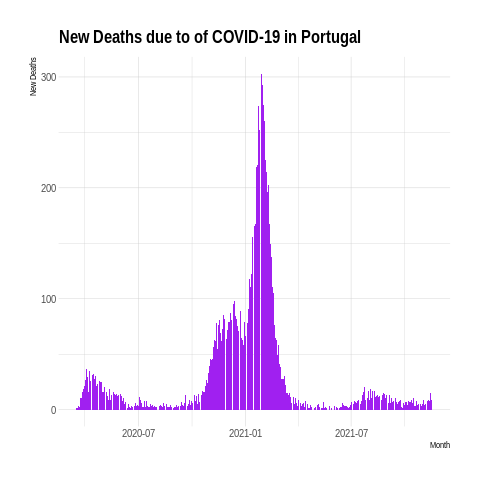 New Deaths due to of COVID-19 in Portugal
New Deaths
300
200
100
0
2020-07
2021-01
2021-07
Month